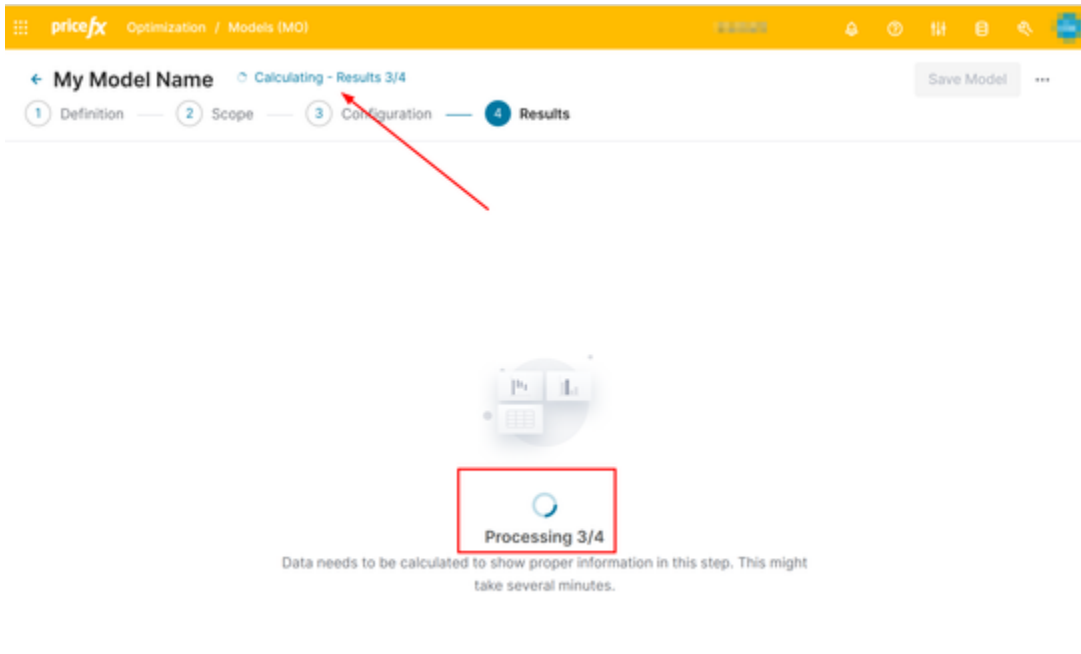 pricefx Optimization / Models (MO)
My Model Name Calculating - Results 3/4 Save Model ...
1 Definition 2 Scope 3 Configuration 4 Results
Processing 3/4
Data needs to be calculated to show proper information in this step. This might
take several minutes.